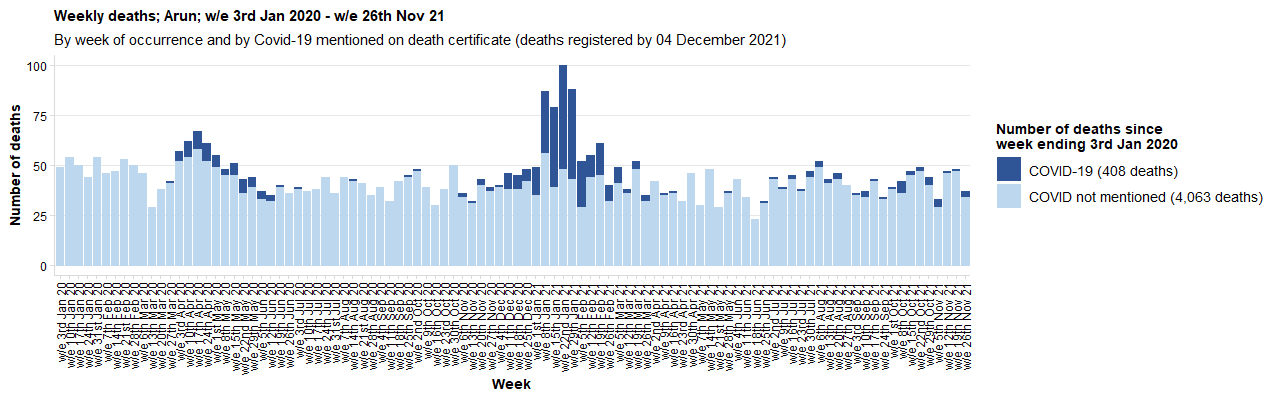 Weekly deaths; Arun; w/e 3rd Jan 2020 - w/e 26th Nov 21
By week of occurrence and by Covid-19 mentioned on death certificate (deaths registered by 04 December 2021)
Number of deaths
100
75
50
25
0
w/e 3rd Jan 20
w/e 10th Jan 20
w/e 17th Jan 20
w/e 24th Jan 20
w/e 31st Jan 20
w/e 7th Feb 20
w/e 14th Feb 20
w/e 21st Feb 20
w/e 28th Feb 20
w/e 6th Mar 20
w/e 13th Mar 20
w/e 20th Mar 20
w/e 27th Mar 20
w/e 3rd Apr 20
w/e 10th Apr 20
w/e 17th Apr 20
w/e 24th Apr 20
w/e 1st May 20
w/e 8th May 20
w/e 15th May 20
w/e 22nd May 20
w/e 29th May 20
w/e 5th Jun 20
w/e 12th Jun 20
w/e 19th Jun 20
w/e 26th Jun 20
w/e 3rd Jul 20
w/e 10th Jul 20
w/e 17th Jul 20
w/e 24th Jul 20
w/e 31st Jul 20
w/e 7th Aug 20
w/e 14th Aug 20
w/e 21st Aug 20
w/e 28th Aug 20
w/e 4th Sep 20
w/e 11th Sep 20
w/e 18th Sep 20
w/e 25th Sep 20
w/e 2nd Oct 20
w/e 9th Oct 20
w/e 16th Oct 20
w/e 23rd Oct 20
w/e 30th Oct 20
w/e 6th Nov 20
w/e 13th Nov 20
w/e 20th Nov 20
w/e 27th Nov 20
w/e 4th Dec 20
w/e 11th Dec 20
w/e 18th Dec 20
w/e 25th Dec 20
w/e 1st Jan 21
w/e 8th Jan 21
w/e 15th Jan 21
w/e 22nd Jan 21
w/e 29th Jan 21
w/e 5th Feb 21
w/e 12th Feb 21
w/e 19th Feb 21
w/e 26th Feb 21
w/e 5th Mar 21
w/e 12th Mar 21
w/e 19th Mar 21
w/e 26th Mar 21
w/e 2nd Apr 21
w/e 9th Apr 21
w/e 16th Apr 21
w/e 23rd Apr 21
w/e 30th Apr 21
w/e 7th May 21
w/e 14th May 21
w/e 21st May 21
w/e 28th May 21
w/e 4th Jun 21
w/e 11th Jun 21
w/e 18th Jun 21
w/e 25th Jun 21
w/e 2nd Jul 21
w/e 9th Jul 21
w/e 16th Jul 21
w/e 23rd Jul 21
w/e 30th Jul 21
w/e 6th Aug 21
w/e 13th Aug 21
w/e 20th Aug 21
w/e 27th Aug 21
w/e 3rd Sep 21
w/e 10th Sep 21
w/e 17th Sep 21
w/e 24th Sep 21
w/e 1st Oct 21
w/e 8th Oct 21
w/e 15th Oct 21
w/e 22nd Oct 21
w/e 29th Oct 21
w/e 5th Nov 21
w/e 12th Nov 21
w/e 19th Nov 21
w/e 26th Nov 21
Week
Number of deaths since
week ending 3rd Jan 2020
COVID-19 (408 deaths)
COVID not mentioned (4,063 deaths)